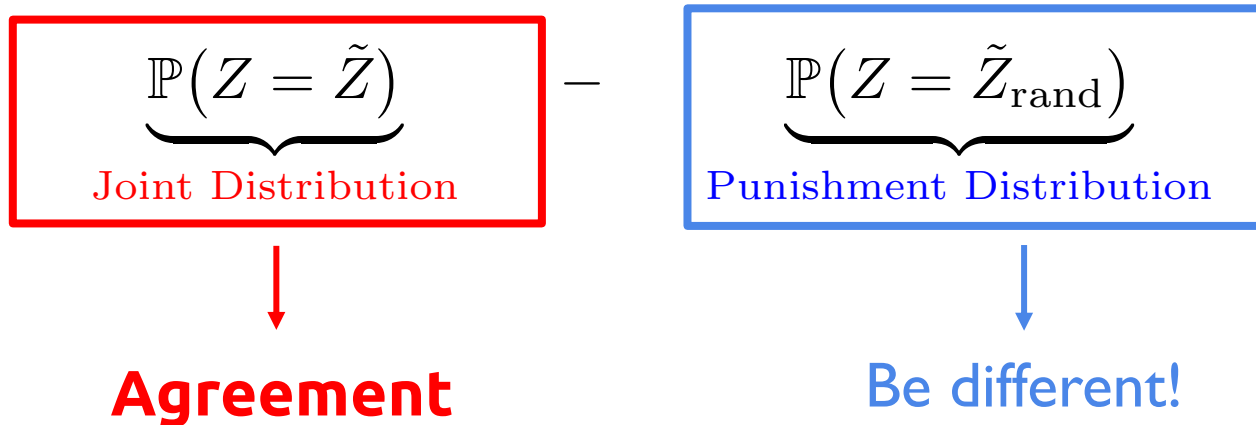 ℙ(Z = Z̃) − ℙ(Z = Z̃_rand)
Joint Distribution Punishment Distribution
Agreement Be different!